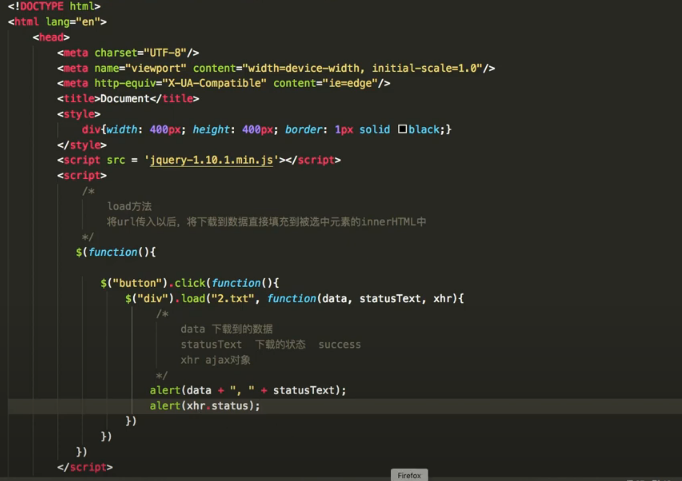 <!DOCTYPE html>
<html lang="en">
<head>
<meta charset="UTF-8"/>
<meta name="viewport" content="width=device-width, initial-scale=1.0"/>
<meta http-equiv="X-UA-Compatible" content="ie=edge"/>
<title>Document</title>
<style>
div{width: 400px; height: 400px; border: 1px solid black;}
</style>
<script src = 'jquery-1.10.1.min.js'></script>
<script>
/*
load方法
将url传入以后，将下载到数据直接填充到被选中元素的innerHTML中
*/
$(function(){
$("button").click(function(){
$("div").load("2.txt", function(data, statusText, xhr){
/*
data 下载到的数据
statusText 下载的状态 success
xhr ajax对象
*/
alert(data + ", " + statusText);
alert(xhr.status);
})
})
})
</script>
Firefox